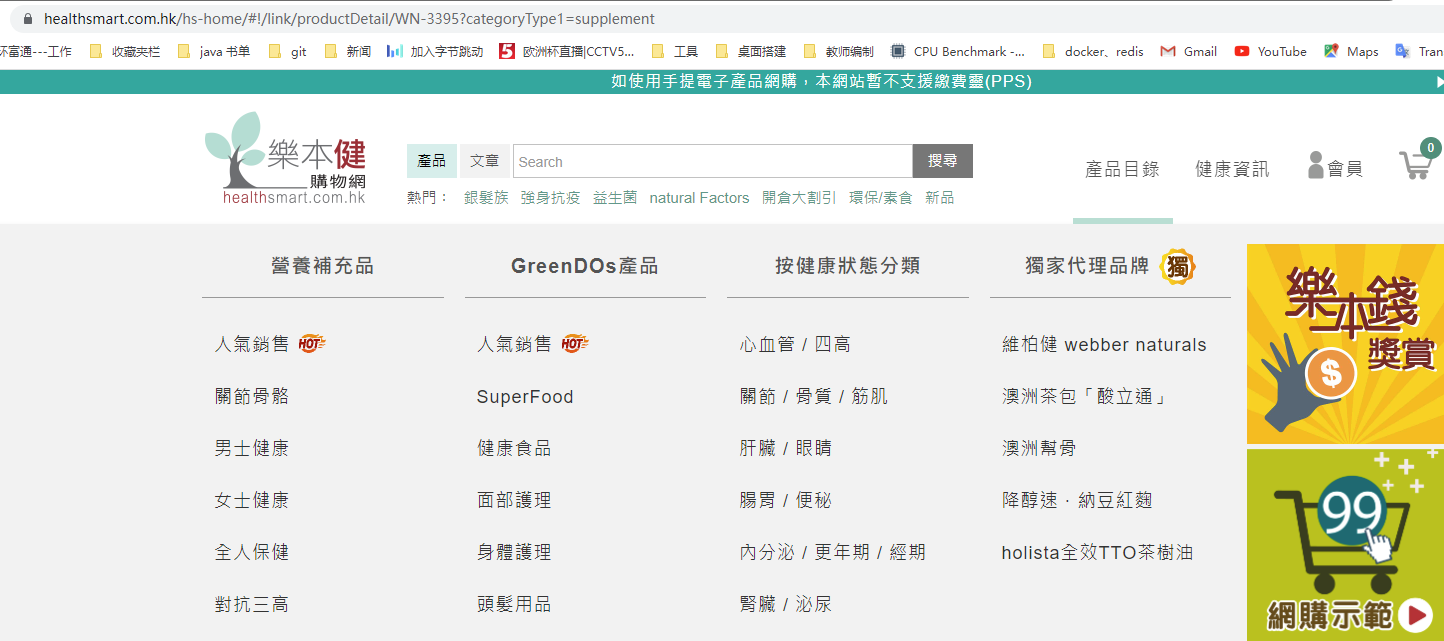 healthsmart.com.hk/hs-home/#!/link/productDetail/WN-3395?categoryType1=supplement
杯富通---工作 收藏夹栏 java 书单 git 新闻 加入字节跳动 欧洲杯直播|CCTV5... 工具 桌面搭建 教师编制 CPU Benchmark -... docker、redis Gmail YouTube Maps Tran
如使用手提電子產品網購，本網站暫不支援繳費靈(PPS)
樂本健
購物網
healthsmart.com.hk
產品 文章 Search 搜尋
熱門： 銀髮族 強身抗疫 益生菌 natural Factors 開倉大割引 環保/素食 新品
產品目錄 健康資訊 會員 0
營養補充品 GreenDOs產品 按健康狀態分類 獨家代理品牌 獨
人氣銷售 HOT 人氣銷售 HOT 心血管 / 四高 維柏健 webber naturals
關節骨骼 SuperFood 關節 / 骨質 / 筋肌 澳洲茶包「酸立通」
男士健康 健康食品 肝臟 / 眼睛 澳洲幫骨
女士健康 面部護理 腸胃 / 便秘 降醇速．納豆紅麴
全人保健 身體護理 內分泌 / 更年期 / 經期 holista全效TTO茶樹油
對抗三高 頭髮用品 腎臟 / 泌尿
樂本錢
獎賞
$
99
網購示範